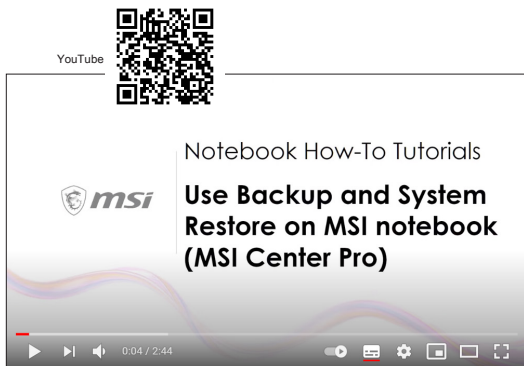 YouTube
Notebook How-To Tutorials
msi
Use Backup and System
Restore on MSI notebook
(MSI Center Pro)
0:04 / 2:44